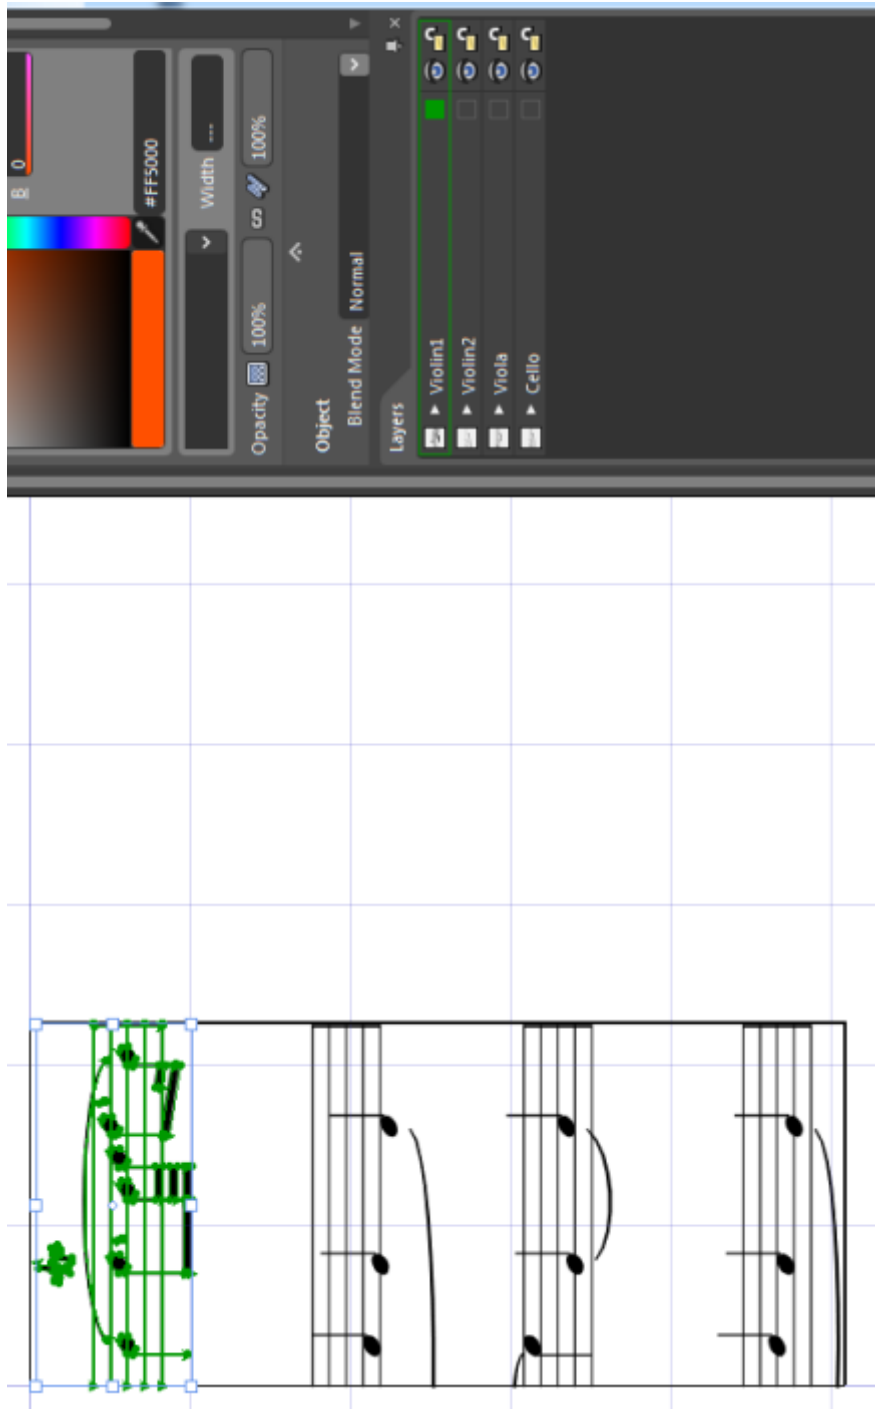 B 0
#FF5000
Width ---
Opacity 100% S 100%
Object
Blend Mode Normal
Layers
Violin1
Violin2
Viola
Cello